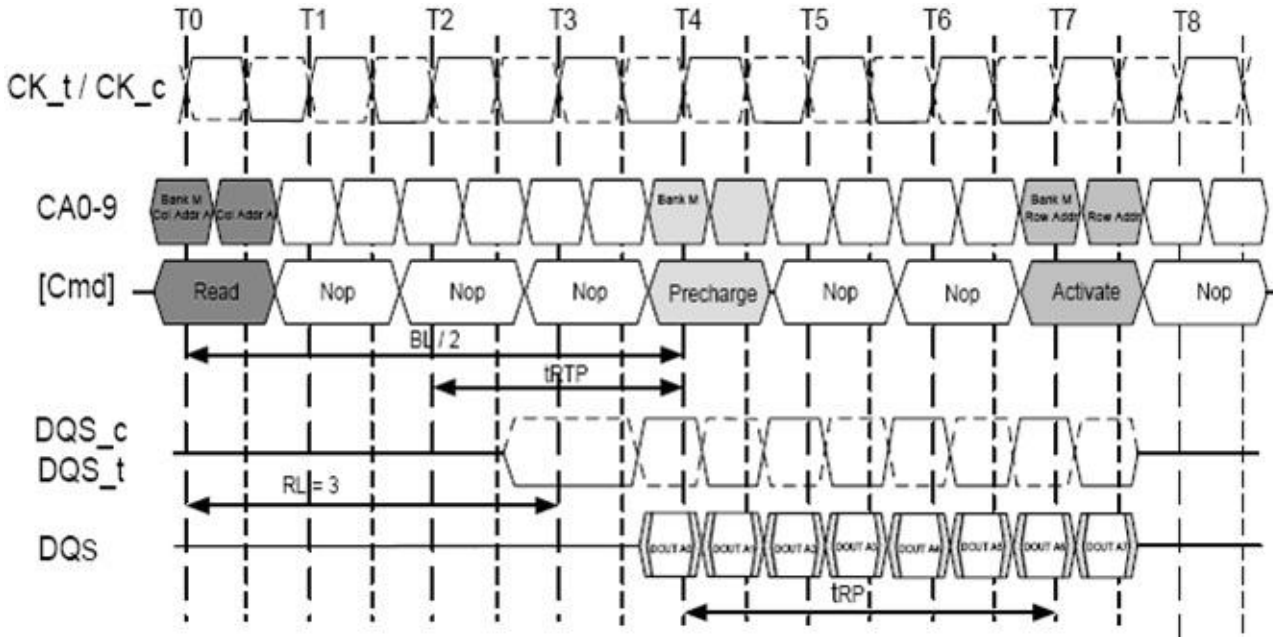 T0 T1 T2 T3 T4 T5 T6 T7 T8
CK_t / CK_c
CA0-9
Bank M
Col Addr A
Col Addr A
Bank M
Bank M
Row Addr
Row Addr
[Cmd]
Read Nop Nop Nop Precharge Nop Nop Activate Nop
BL / 2
tRTP
DQS_c
DQS_t
RL = 3
DQs
DOUT A0 DOUT A1 DOUT A2 DOUT A3 DOUT A4 DOUT A5 DOUT A6 DOUT A7
tRP